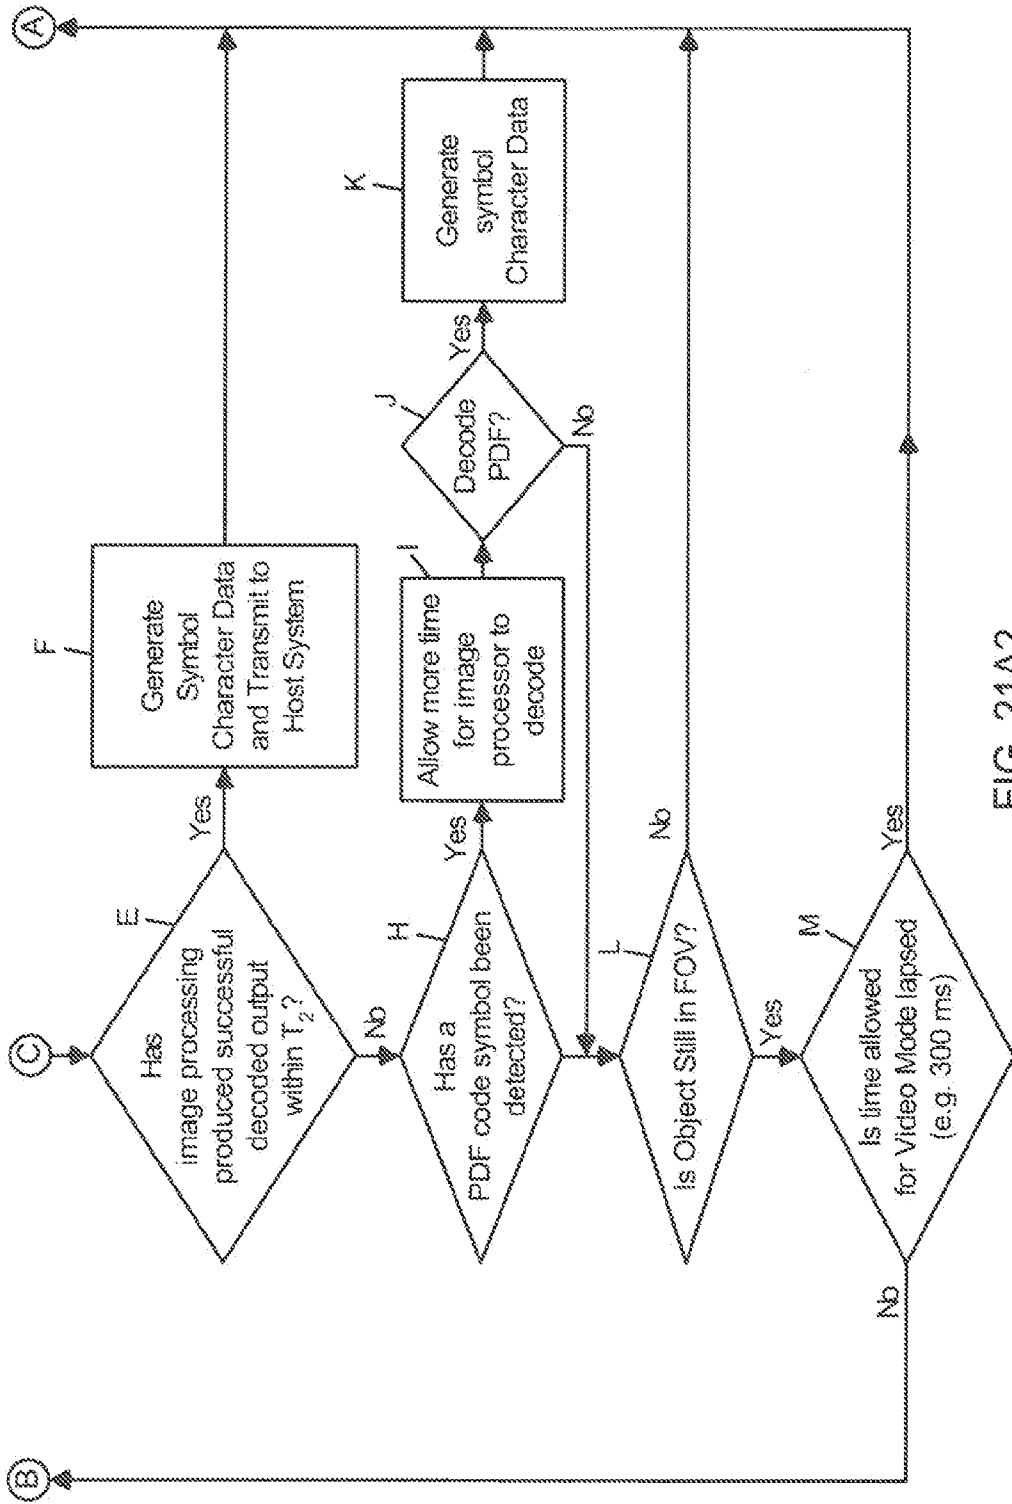 A
C
B
E
Has
image processing
produced successful
decoded output
within T2?
Yes
No
F
Generate
Symbol
Character Data
and Transmit to
Host System
H
Has a
PDF code symbol been
detected?
Yes
I
Allow more time
for image
processor to
decode
J
Decode
PDF?
Yes
No
K
Generate
symbol
Character Data
L
Is Object Still in FOV?
No
Yes
M
Is time allowed
for Video Mode lapsed
(e.g. 300 ms)
Yes
No
FIG. 21A2